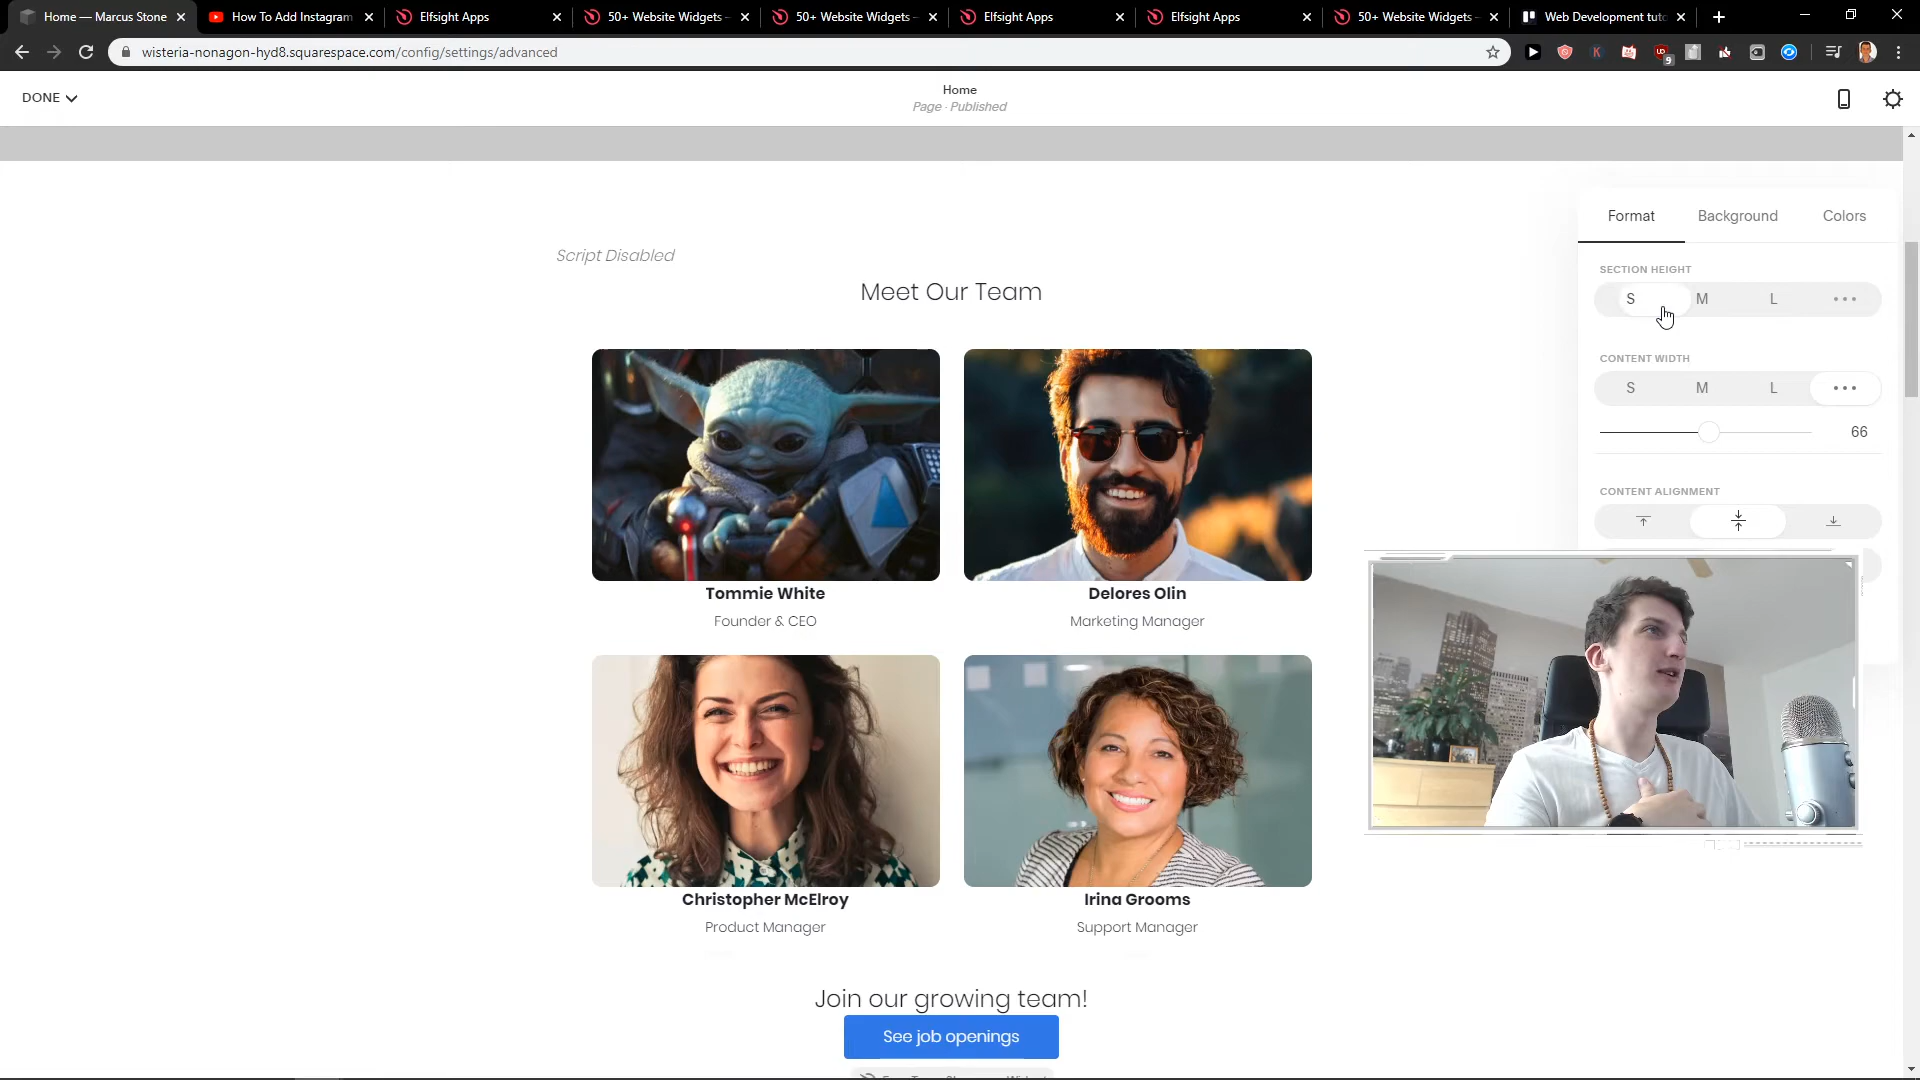 Home — Marcus Stone
How To Add Instagram
Elfsight Apps
50+ Website Widgets -
50+ Website Widgets -
Elfsight Apps
Elfsight Apps
50+ Website Widgets -
Web Development tuto
wisteria-nonagon-hyd8.squarespace.com/config/settings/advanced
9
DONE
Home
Page · Published
Format
Background
Colors
SECTION HEIGHT
S
M
L
CONTENT WIDTH
S
M
L
66
CONTENT ALIGNMENT
Script Disabled
Meet Our Team
Tommie White
Founder & CEO
Delores Olin
Marketing Manager
Christopher McElroy
Product Manager
Irina Grooms
Support Manager
Join our growing team!
See job openings